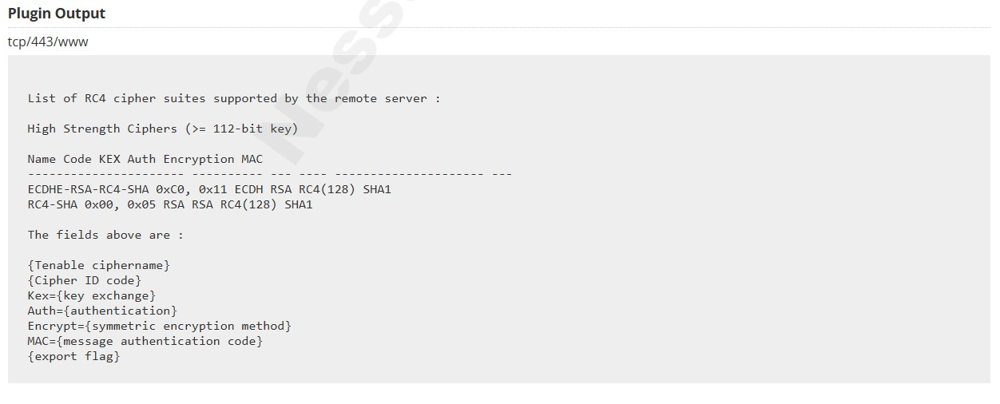 Plugin Output
tcp/443/www
List of RC4 cipher suites supported by the remote server :
High Strength Ciphers (>= 112-bit key)
Name Code KEX Auth Encryption MAC
---------------------- ---------- --- ---- --------------------- ---
ECDHE-RSA-RC4-SHA 0xC0, 0x11 ECDH RSA RC4(128) SHA1
RC4-SHA 0x00, 0x05 RSA RSA RC4(128) SHA1
The fields above are :
{Tenable ciphername}
{Cipher ID code}
Kex={key exchange}
Auth={authentication}
Encrypt={symmetric encryption method}
MAC={message authentication code}
{export flag}